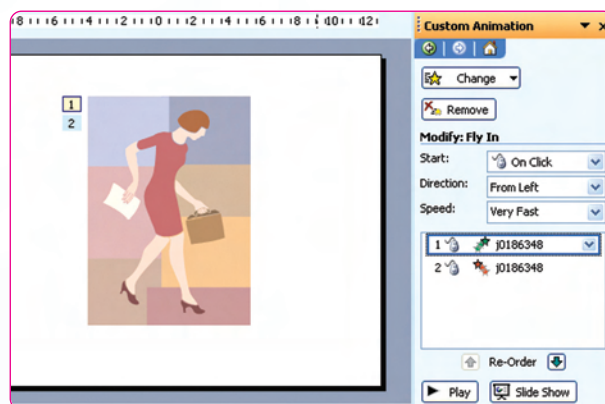 8 6 4 2 0 2 4 6 8 10 12
Custom Animation
1
2
Change
Remove
Modify: Fly In
Start:
On Click
Direction:
From Left
Speed:
Very Fast
1 j0186348
2 j0186348
Re-Order
Play
Slide Show